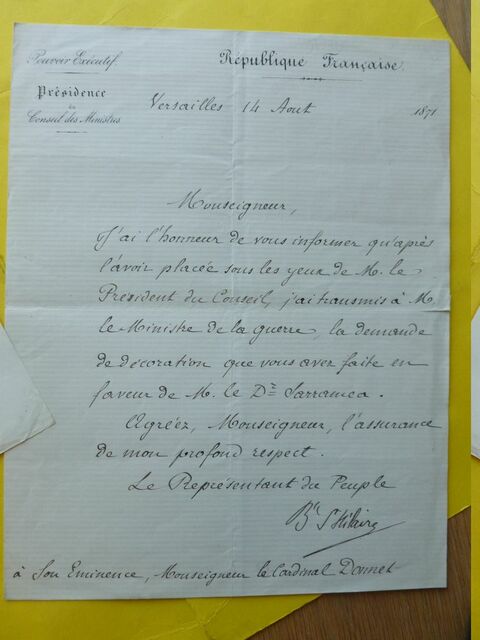 Pouvoir Exécutif.
République Française.
Présidence
du
Conseil des Ministres
Versailles 14 Aout 1871
Monseigneur,
J'ai l'honneur de vous informer qu'après
l'avoir placée sous les yeux de M. le
Président du Conseil, j'ai transmis à M.
le Ministre de la guerre, la demande
de décoration que vous avez faite en
faveur de M. le Dr Sarramea.
Agréez, Monseigneur, l'assurance
de mon profond respect.
Le Représentant du Peuple
By St Hilaire
à Son Eminence, Monseigneur le Cardinal Donnet